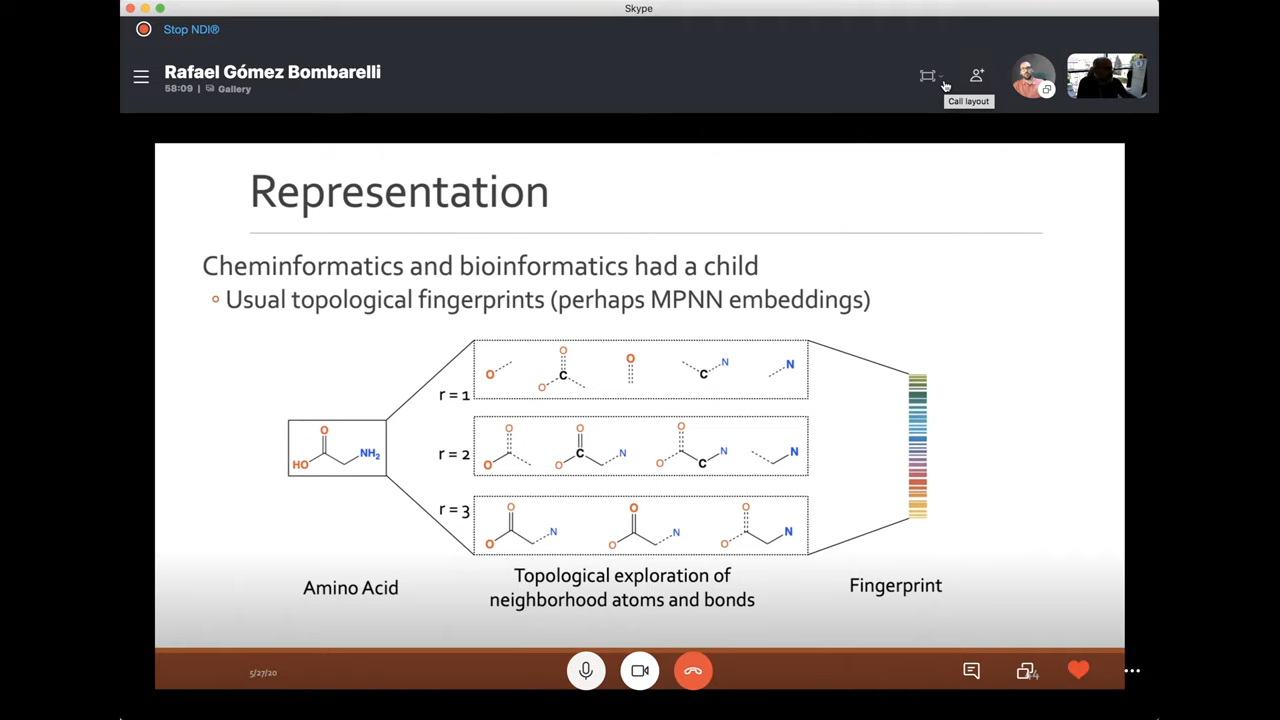 Skype
Stop NDI®
Rafael Gómez Bombarelli
58:09 | Gallery
Call layout
Representation
Cheminformatics and bioinformatics had a child
Usual topological fingerprints (perhaps MPNN embeddings)
O O O C O C N N
r = 1
O HO NH₂
r = 2
O O O C N O O C N N
r = 3
O O N O O N O O N
Amino Acid
Topological exploration of
neighborhood atoms and bonds
Fingerprint
5/27/20